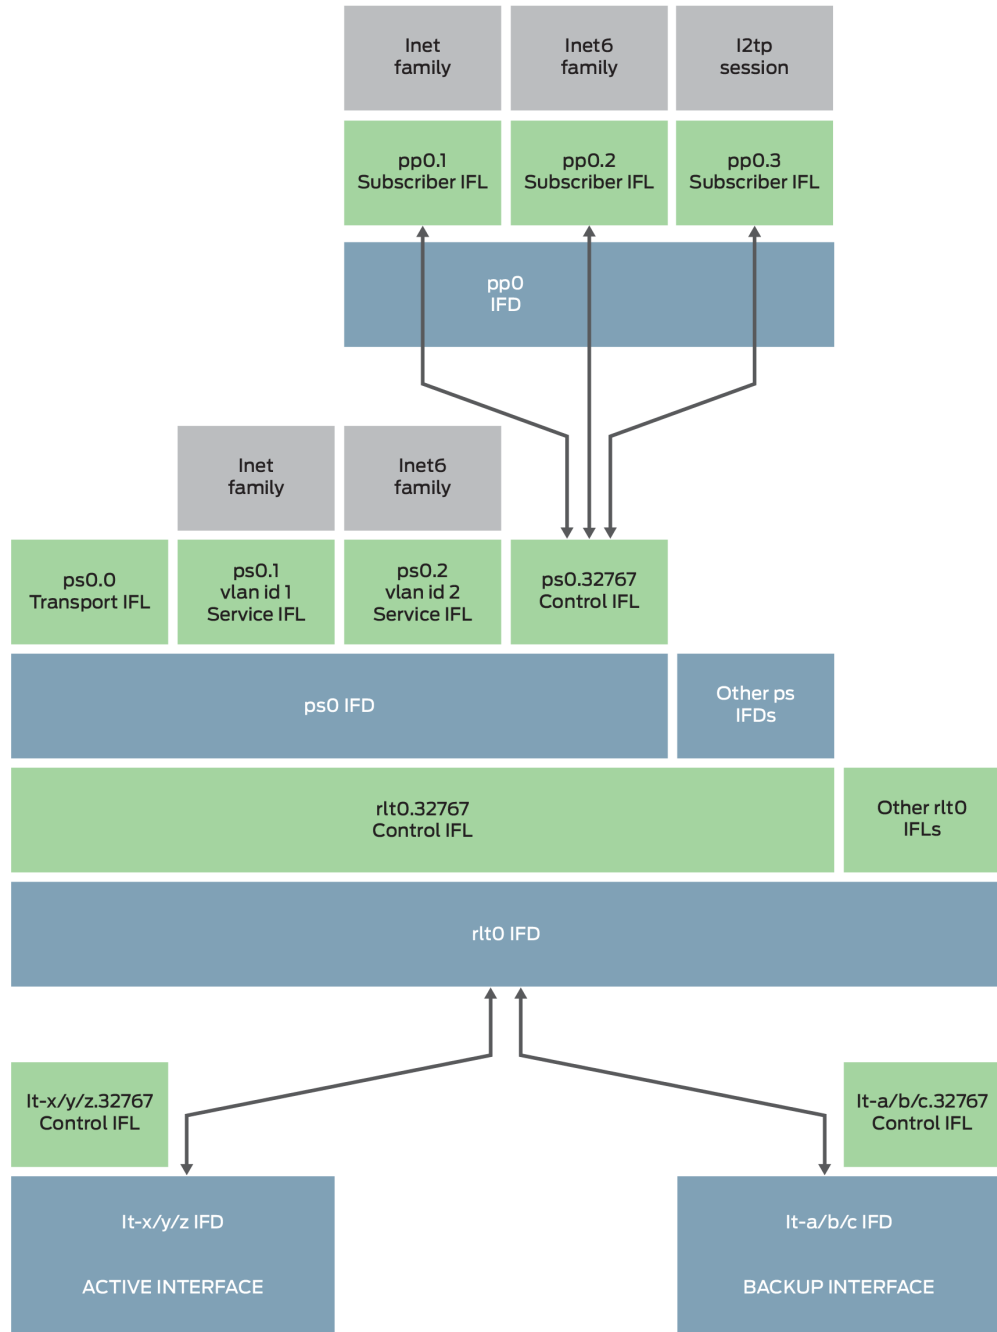 Inet
family
Inet6
family
l2tp
session
pp0.1
Subscriber IFL
pp0.2
Subscriber IFL
pp0.3
Subscriber IFL
pp0
IFD
Inet
family
Inet6
family
ps0.0
Transport IFL
ps0.1
vlan id 1
Service IFL
ps0.2
vlan id 2
Service IFL
ps0.32767
Control IFL
ps0 IFD
Other ps
IFDs
rlt0.32767
Control IFL
Other rlt0
IFLs
rlt0 IFD
lt-x/y/z.32767
Control IFL
lt-a/b/c.32767
Control IFL
lt-x/y/z IFD
ACTIVE INTERFACE
lt-a/b/c IFD
BACKUP INTERFACE